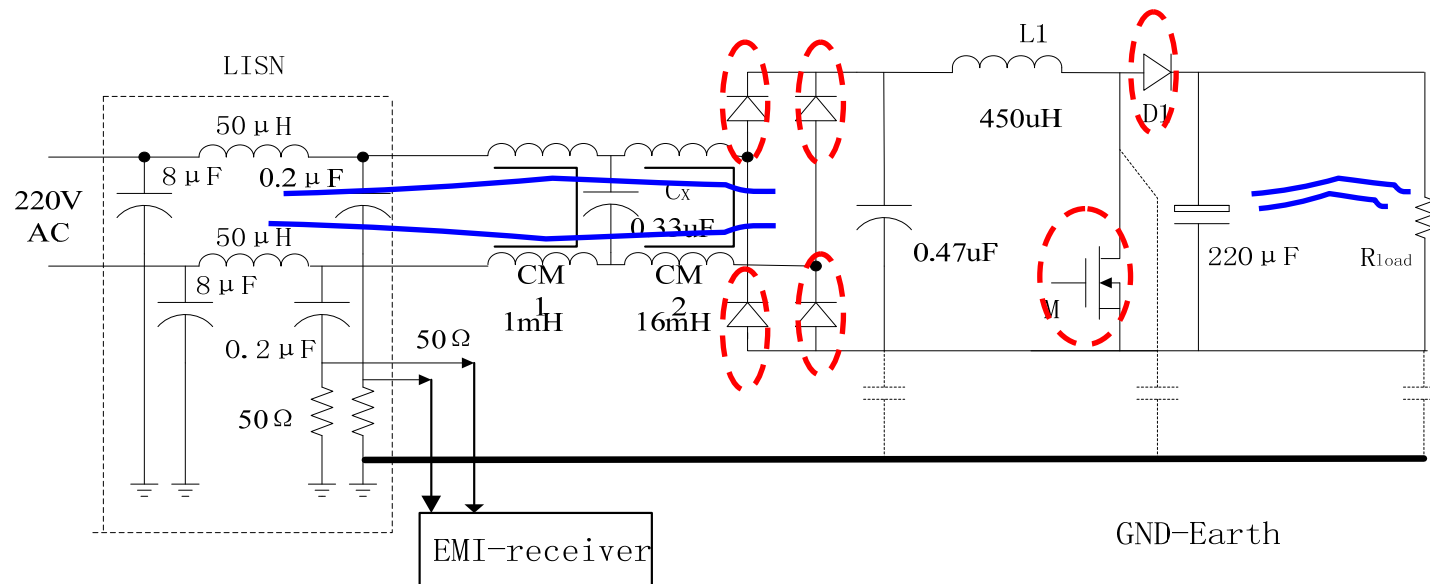 LISN
L1
50μH
450uH
D1
8μF
0.2μF
220V
AC
Cx
0.33uF
50μH
0.47uF
220μF
Rload
8μF
CM
1
1mH
CM
2
16mH
M
0.2μF
50Ω
50Ω
EMI-receiver
GND-Earth